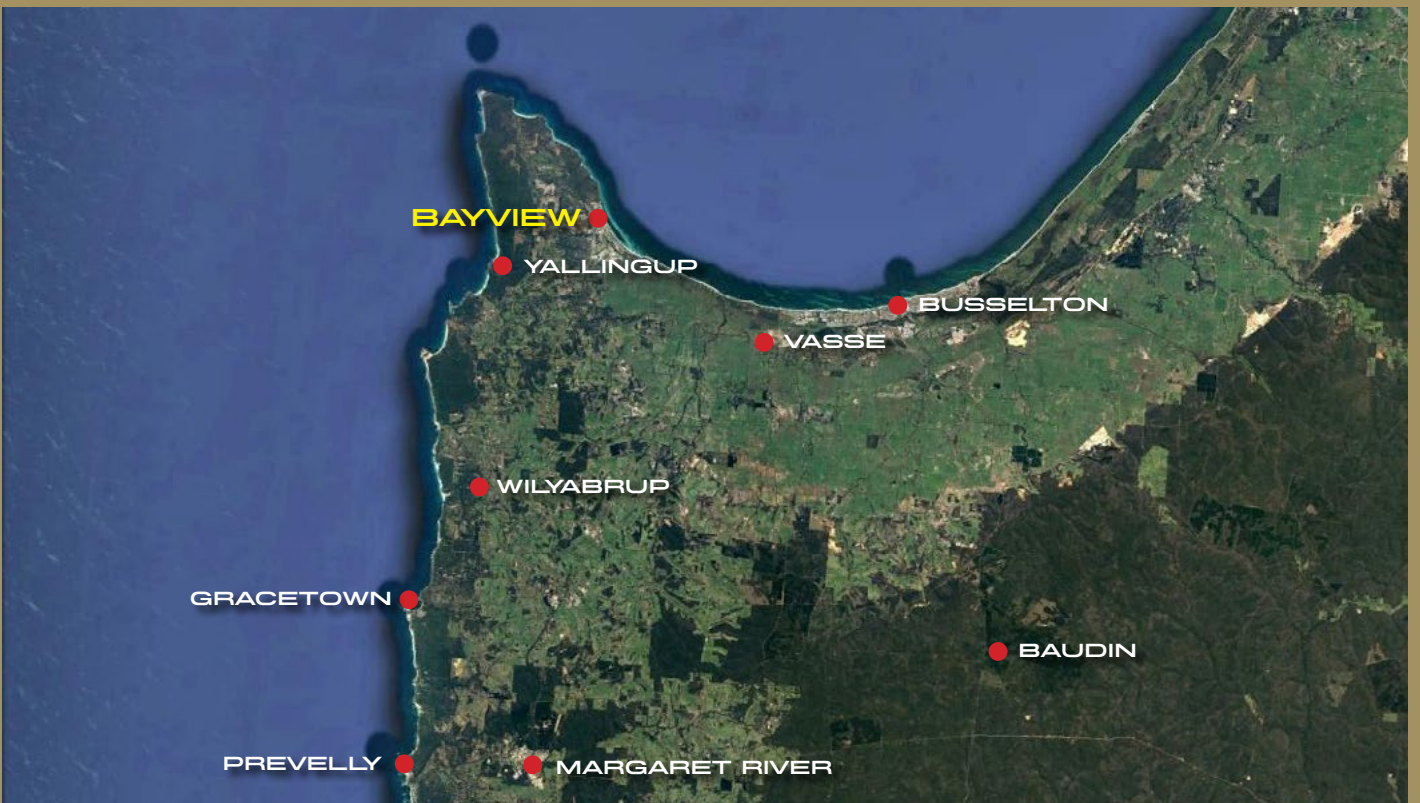 BAYVIEW
YALLINGUP
BUSSELTON
VASSE
WILYABRUP
GRACETOWN
BAUDIN
PREVELLY
MARGARET RIVER